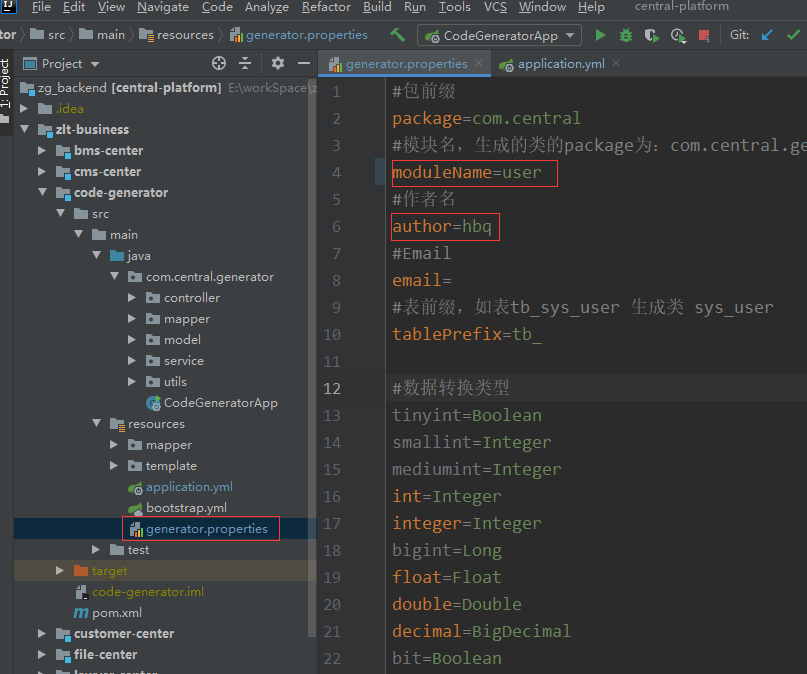 File Edit View Navigate Code Analyze Refactor Build Run Tools VCS Window Help central-platform
tor src main resources generator.properties CodeGeneratorApp Git:
1: Project
Project
zg_backend [central-platform] E:\workSpace\z
.idea
zlt-business
bms-center
cms-center
code-generator
src
main
java
com.central.generator
controller
mapper
model
service
utils
CodeGeneratorApp
resources
mapper
template
application.yml
bootstrap.yml
generator.properties
test
target
code-generator.iml
pom.xml
customer-center
file-center
generator.properties application.yml
1 #包前缀
2 package=com.central
3 #模块名，生成的类的package为：com.central.ge
4 moduleName=user
5 #作者名
6 author=hbq
7 #Email
8 email=
9 #表前缀，如表tb_sys_user 生成类 sys_user
10 tablePrefix=tb_
11
12 #数据转换类型
13 tinyint=Boolean
14 smallint=Integer
15 mediumint=Integer
16 int=Integer
17 integer=Integer
18 bigint=Long
19 float=Float
20 double=Double
21 decimal=BigDecimal
22 bit=Boolean